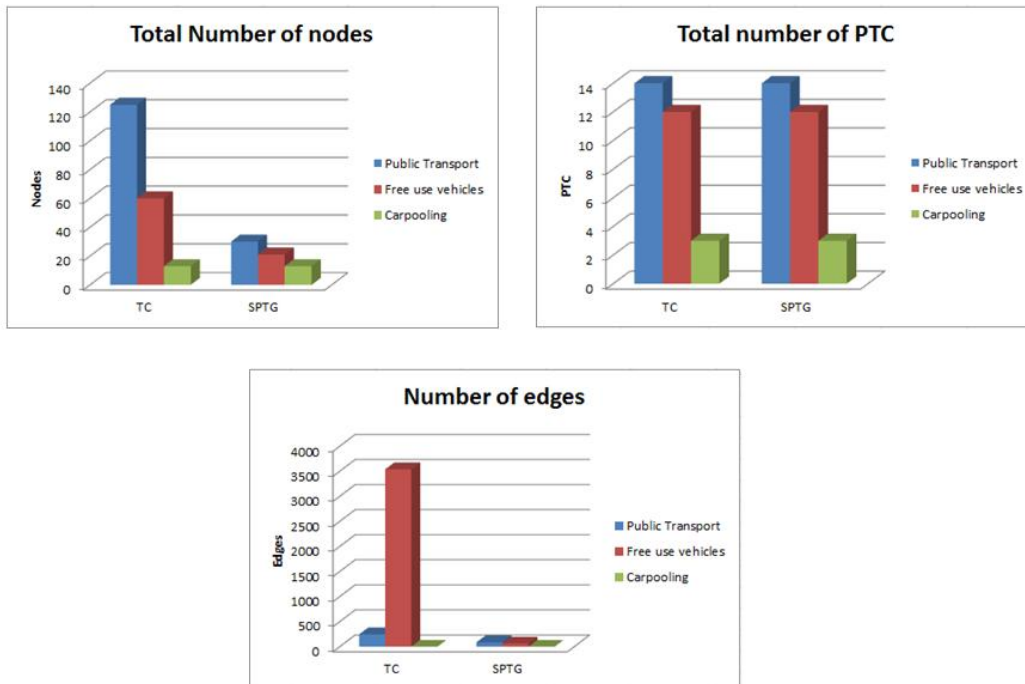 Total Number of nodes
Nodes
140
120
100
80
60
40
20
0
TC
SPTG
Public Transport
Free use vehicles
Carpooling
Total number of PTC
PTC
14
12
10
8
6
4
2
0
TC
SPTG
Public Transport
Free use vehicles
Carpooling
Number of edges
Edges
4000
3500
3000
2500
2000
1500
1000
500
0
TC
SPTG
Public Transport
Free use vehicles
Carpooling